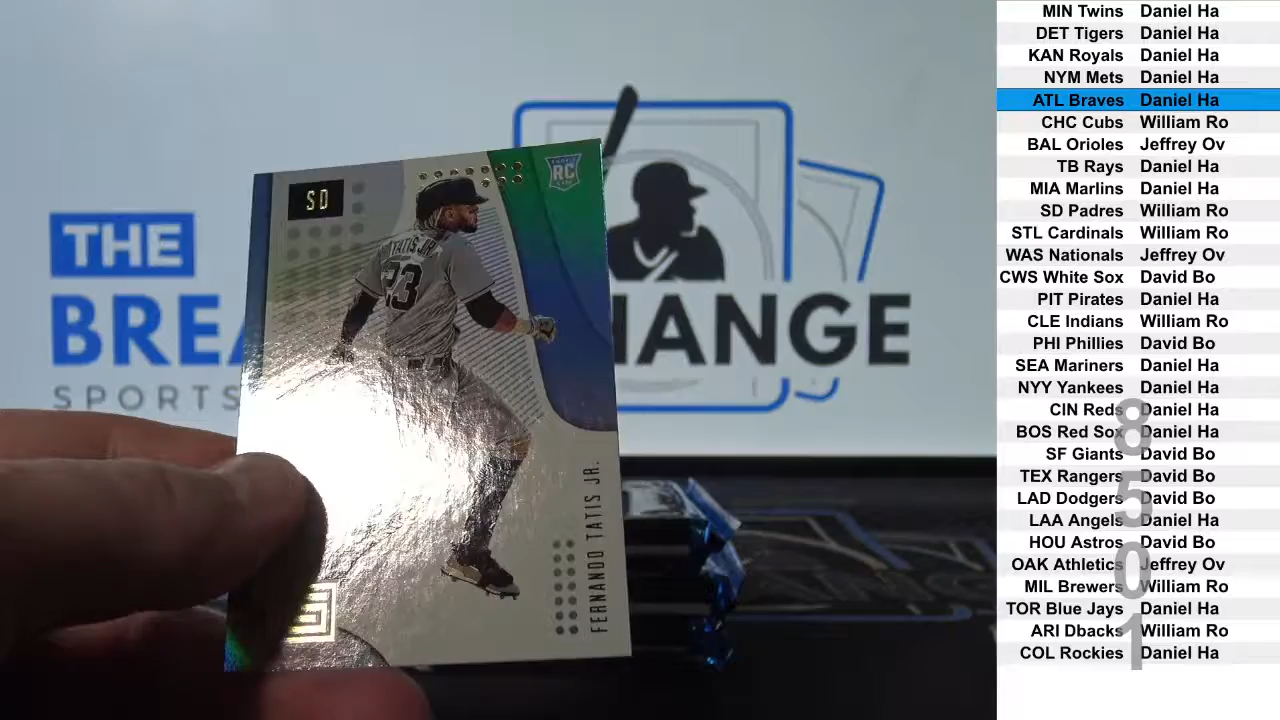 THE
BREA
HANGE
SPORTS
SD
ROOKIE
RC
TATIS JR.
23
FERNANDO TATIS JR.
MIN Twins Daniel Ha
DET Tigers Daniel Ha
KAN Royals Daniel Ha
NYM Mets Daniel Ha
ATL Braves Daniel Ha
CHC Cubs William Ro
BAL Orioles Jeffrey Ov
TB Rays Daniel Ha
MIA Marlins Daniel Ha
SD Padres William Ro
STL Cardinals William Ro
WAS Nationals Jeffrey Ov
CWS White Sox David Bo
PIT Pirates Daniel Ha
CLE Indians William Ro
PHI Phillies David Bo
SEA Mariners Daniel Ha
NYY Yankees Daniel Ha
CIN Reds Daniel Ha
BOS Red Sox Daniel Ha
SF Giants David Bo
TEX Rangers David Bo
LAD Dodgers David Bo
LAA Angels Daniel Ha
HOU Astros David Bo
OAK Athletics Jeffrey Ov
MIL Brewers William Ro
TOR Blue Jays Daniel Ha
ARI Dbacks William Ro
COL Rockies Daniel Ha
8501